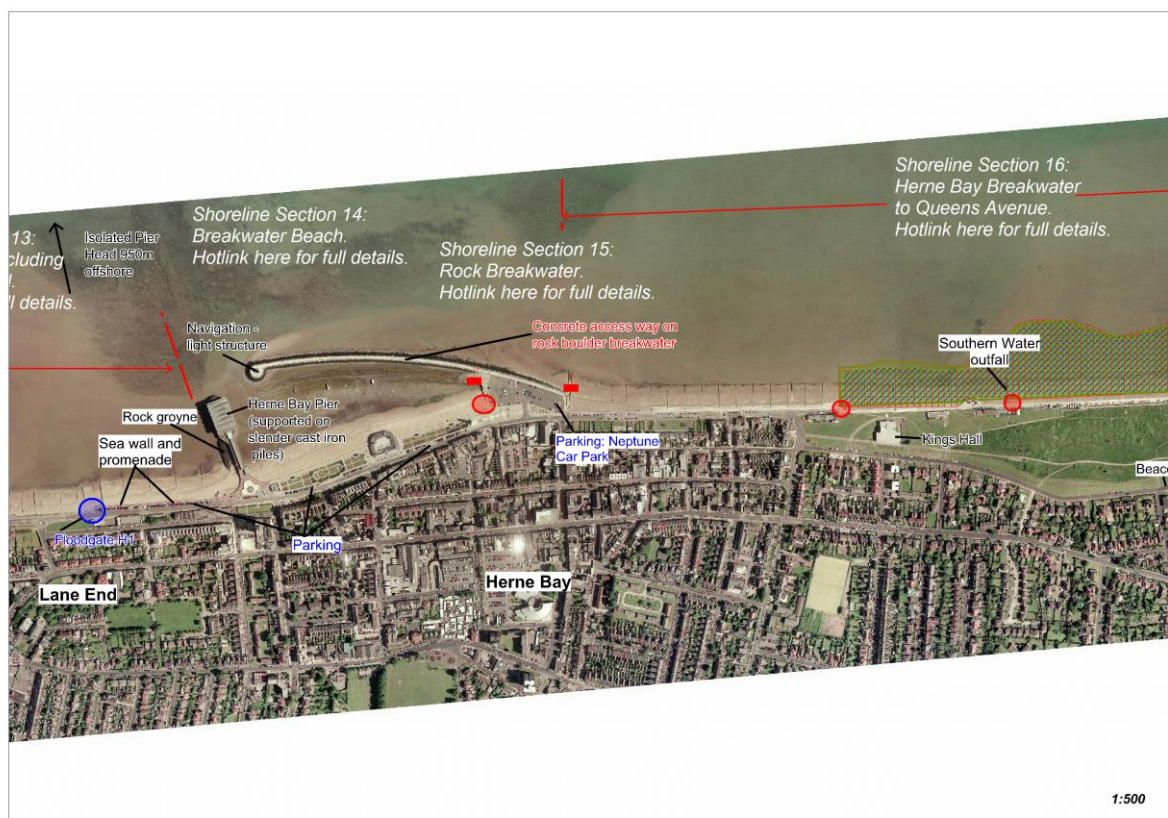 Shoreline Section 16:
Herne Bay Breakwater
to Queens Avenue.
Hotlink here for full details.
Shoreline Section 14:
Breakwater Beach.
Hotlink here for full details.
13:
cluding
l.
ll details.
Isolated Pier
Head 950m
offshore
Shoreline Section 15:
Rock Breakwater.
Hotlink here for full details.
Navigation -
light structure
Concrete access way on
rock boulder breakwater
Southern Water
outfall
Rock groyne
Herne Bay Pier
(supported on
slender cast iron
piles)
Sea wall and
promenade
Parking: Neptune
Car Park
Kings Hall
Beaco
Floodgate H1
Parking
Lane End
Herne Bay
1:500